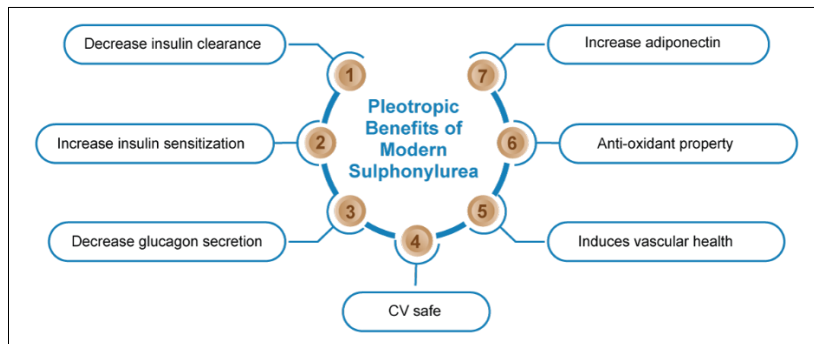 Pleotropic
Benefits of
Modern
Sulphonylurea
1
Decrease insulin clearance
2
Increase insulin sensitization
3
Decrease glucagon secretion
4
CV safe
5
Induces vascular health
6
Anti-oxidant property
7
Increase adiponectin